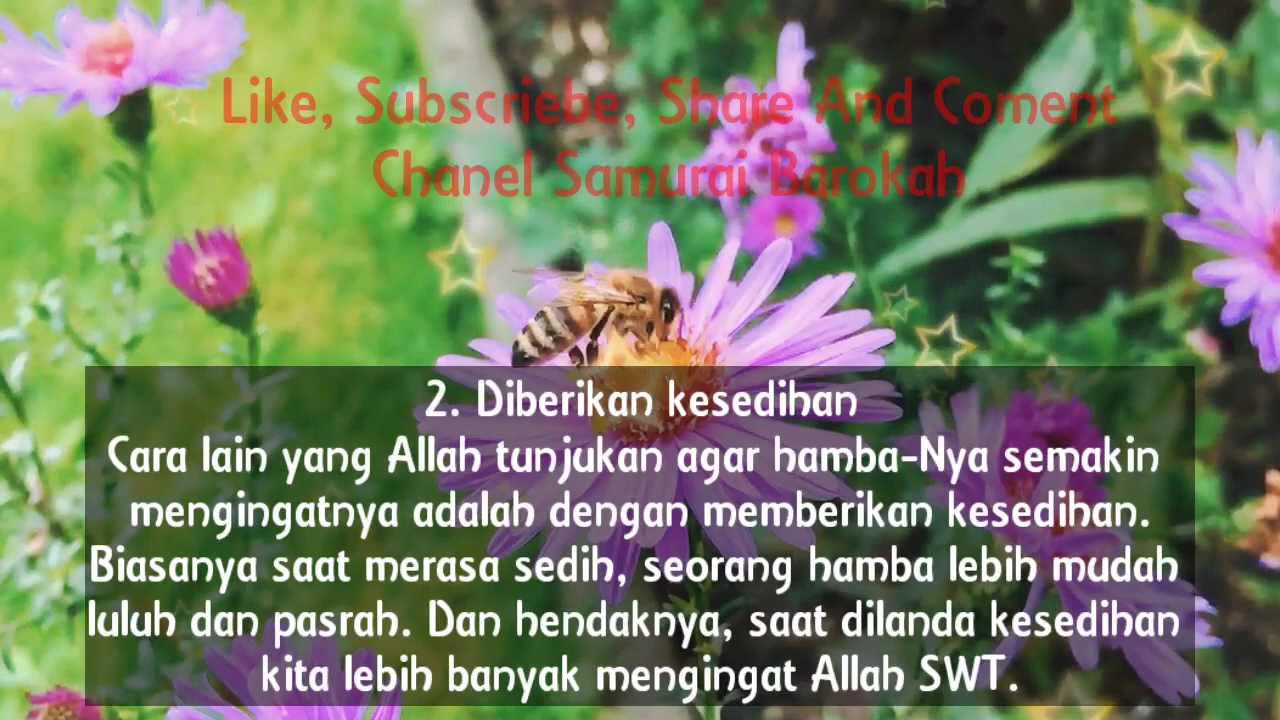 Like, Subscriebe, Share And Coment
Chanel Samurai Barokah
2. Diberikan kesedihan
Cara lain yang Allah tunjukan agar hamba-Nya semakin
mengingatnya adalah dengan memberikan kesedihan.
Biasanya saat merasa sedih, seorang hamba lebih mudah
luluh dan pasrah. Dan hendaknya, saat dilanda kesedihan
kita lebih banyak mengingat Allah SWT.